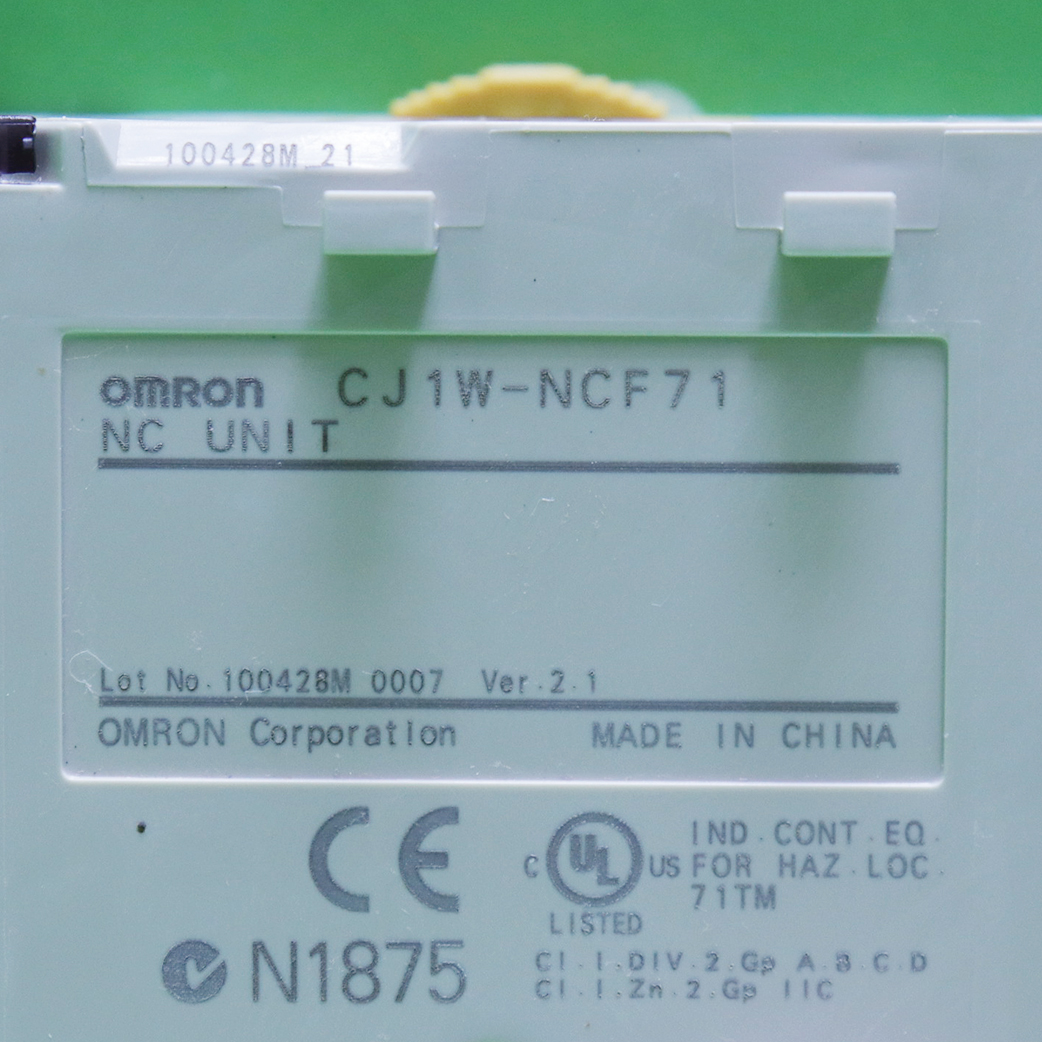 100428M 21
OMRON CJ1W-NCF71
NC UNIT
Lot No.100428M 0007 Ver.2.1
OMRON Corporation MADE IN CHINA
CE
C UL US LISTED
IND.CONT.EQ.
FOR HAZ.LOC.
71TM
N1875
Cl.I.DIV.2.Gp A.B.C.D
Cl.I.Zn.2.Gp IIC